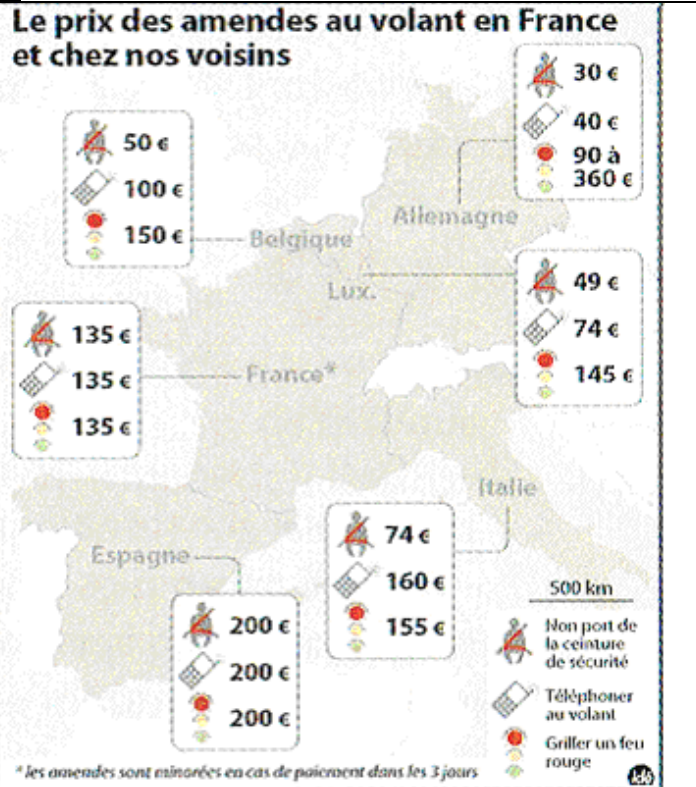 Le prix des amendes au volant en France
et chez nos voisins
30 €
40 €
90 à
360 €
Allemagne
50 €
100 €
150 €
Belgique
Lux.
49 €
74 €
145 €
135 €
135 €
135 €
France*
Italie
74 €
160 €
155 €
Espagne
200 €
200 €
200 €
500 km
Non port de
la ceinture
de sécurité
Téléphoner
au volant
Griller un feu
rouge
* les amendes sont minorées en cas de paiement dans les 3 jours